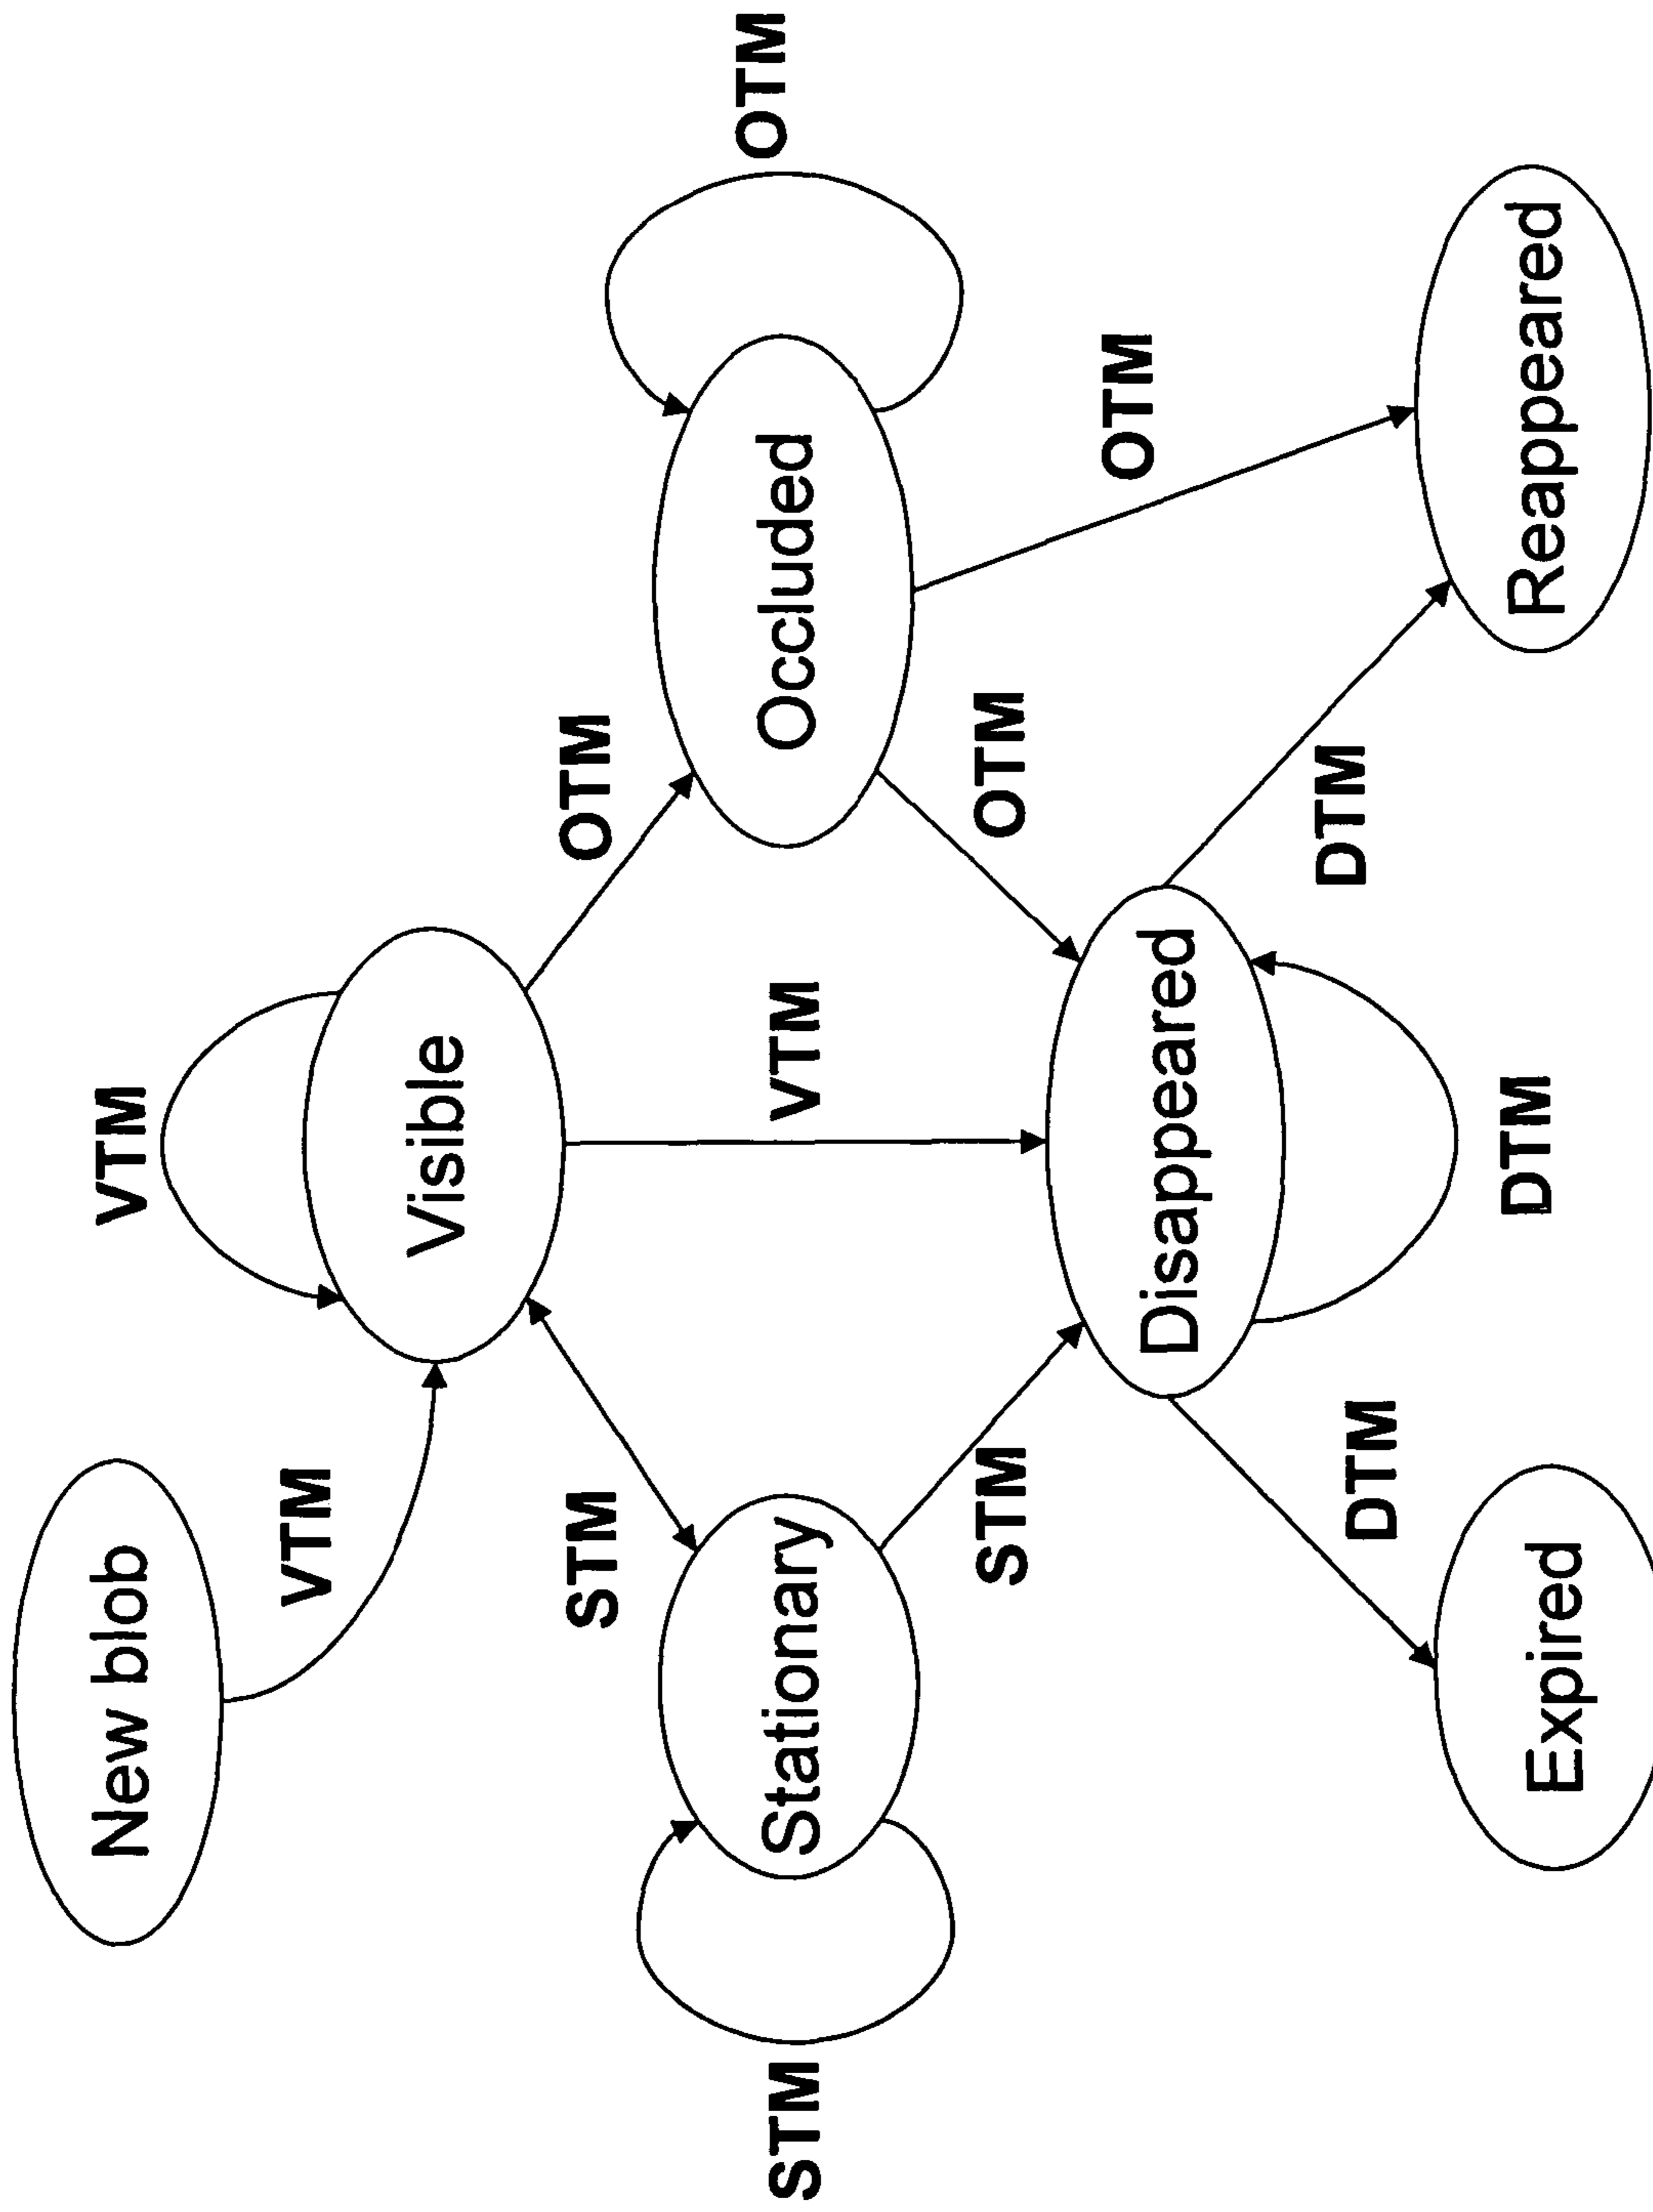 New blob
VTM
VTM
Visible
STM
OTM
STM
Stationary
VTM
Occluded
OTM
STM
OTM
Disappeared
OTM
DTM
DTM
Expired
DTM
Reappeared